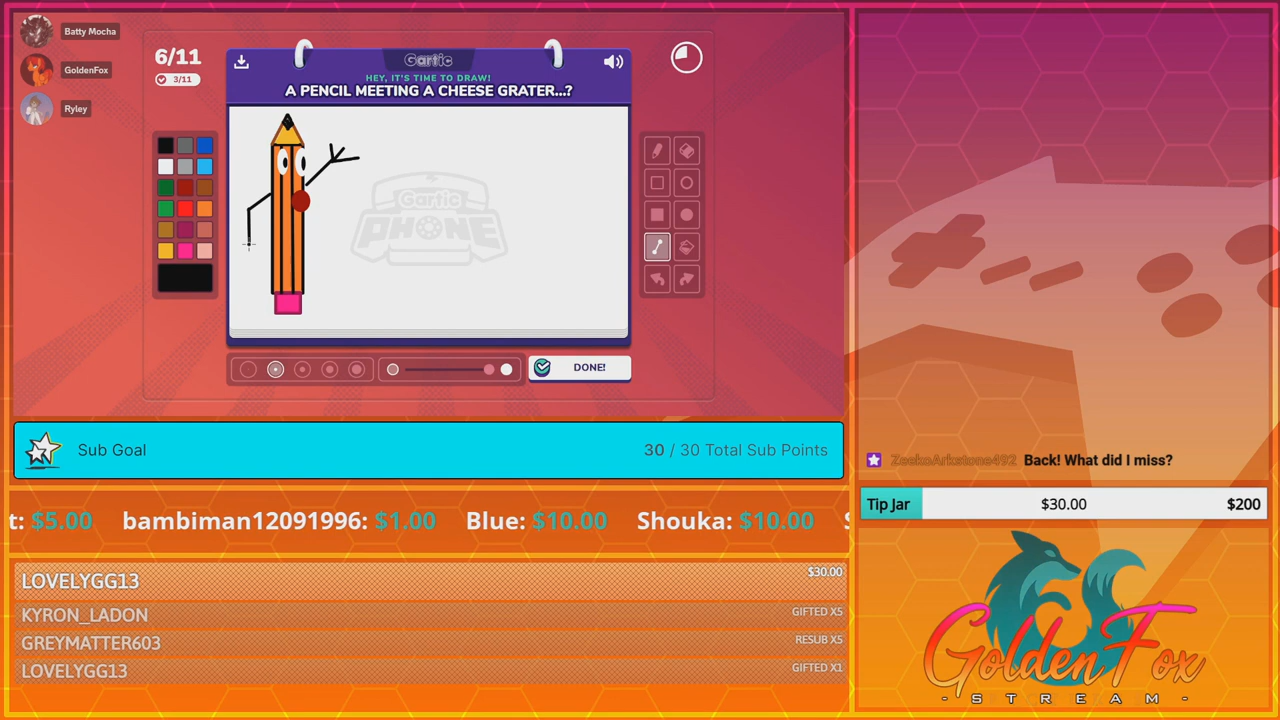 Batty Mocha
GoldenFox
Ryley
6/11
3/11
Gartic
HEY, IT'S TIME TO DRAW!
A PENCIL MEETING A CHEESE GRATER...?
Gartic
PHONE
DONE!
Sub Goal
30 / 30 Total Sub Points
t: $5.00 bambiman12091996: $1.00 Blue: $10.00 Shouka: $10.00 S
LOVELYGG13 $30.00
KYRON_LADON GIFTED X5
GREYMATTER603 RESUB X5
LOVELYGG13 GIFTED X1
ZeekoArkstone492 Back! What did I miss?
Tip Jar $30.00 $200
GoldenFox
- STREAM -